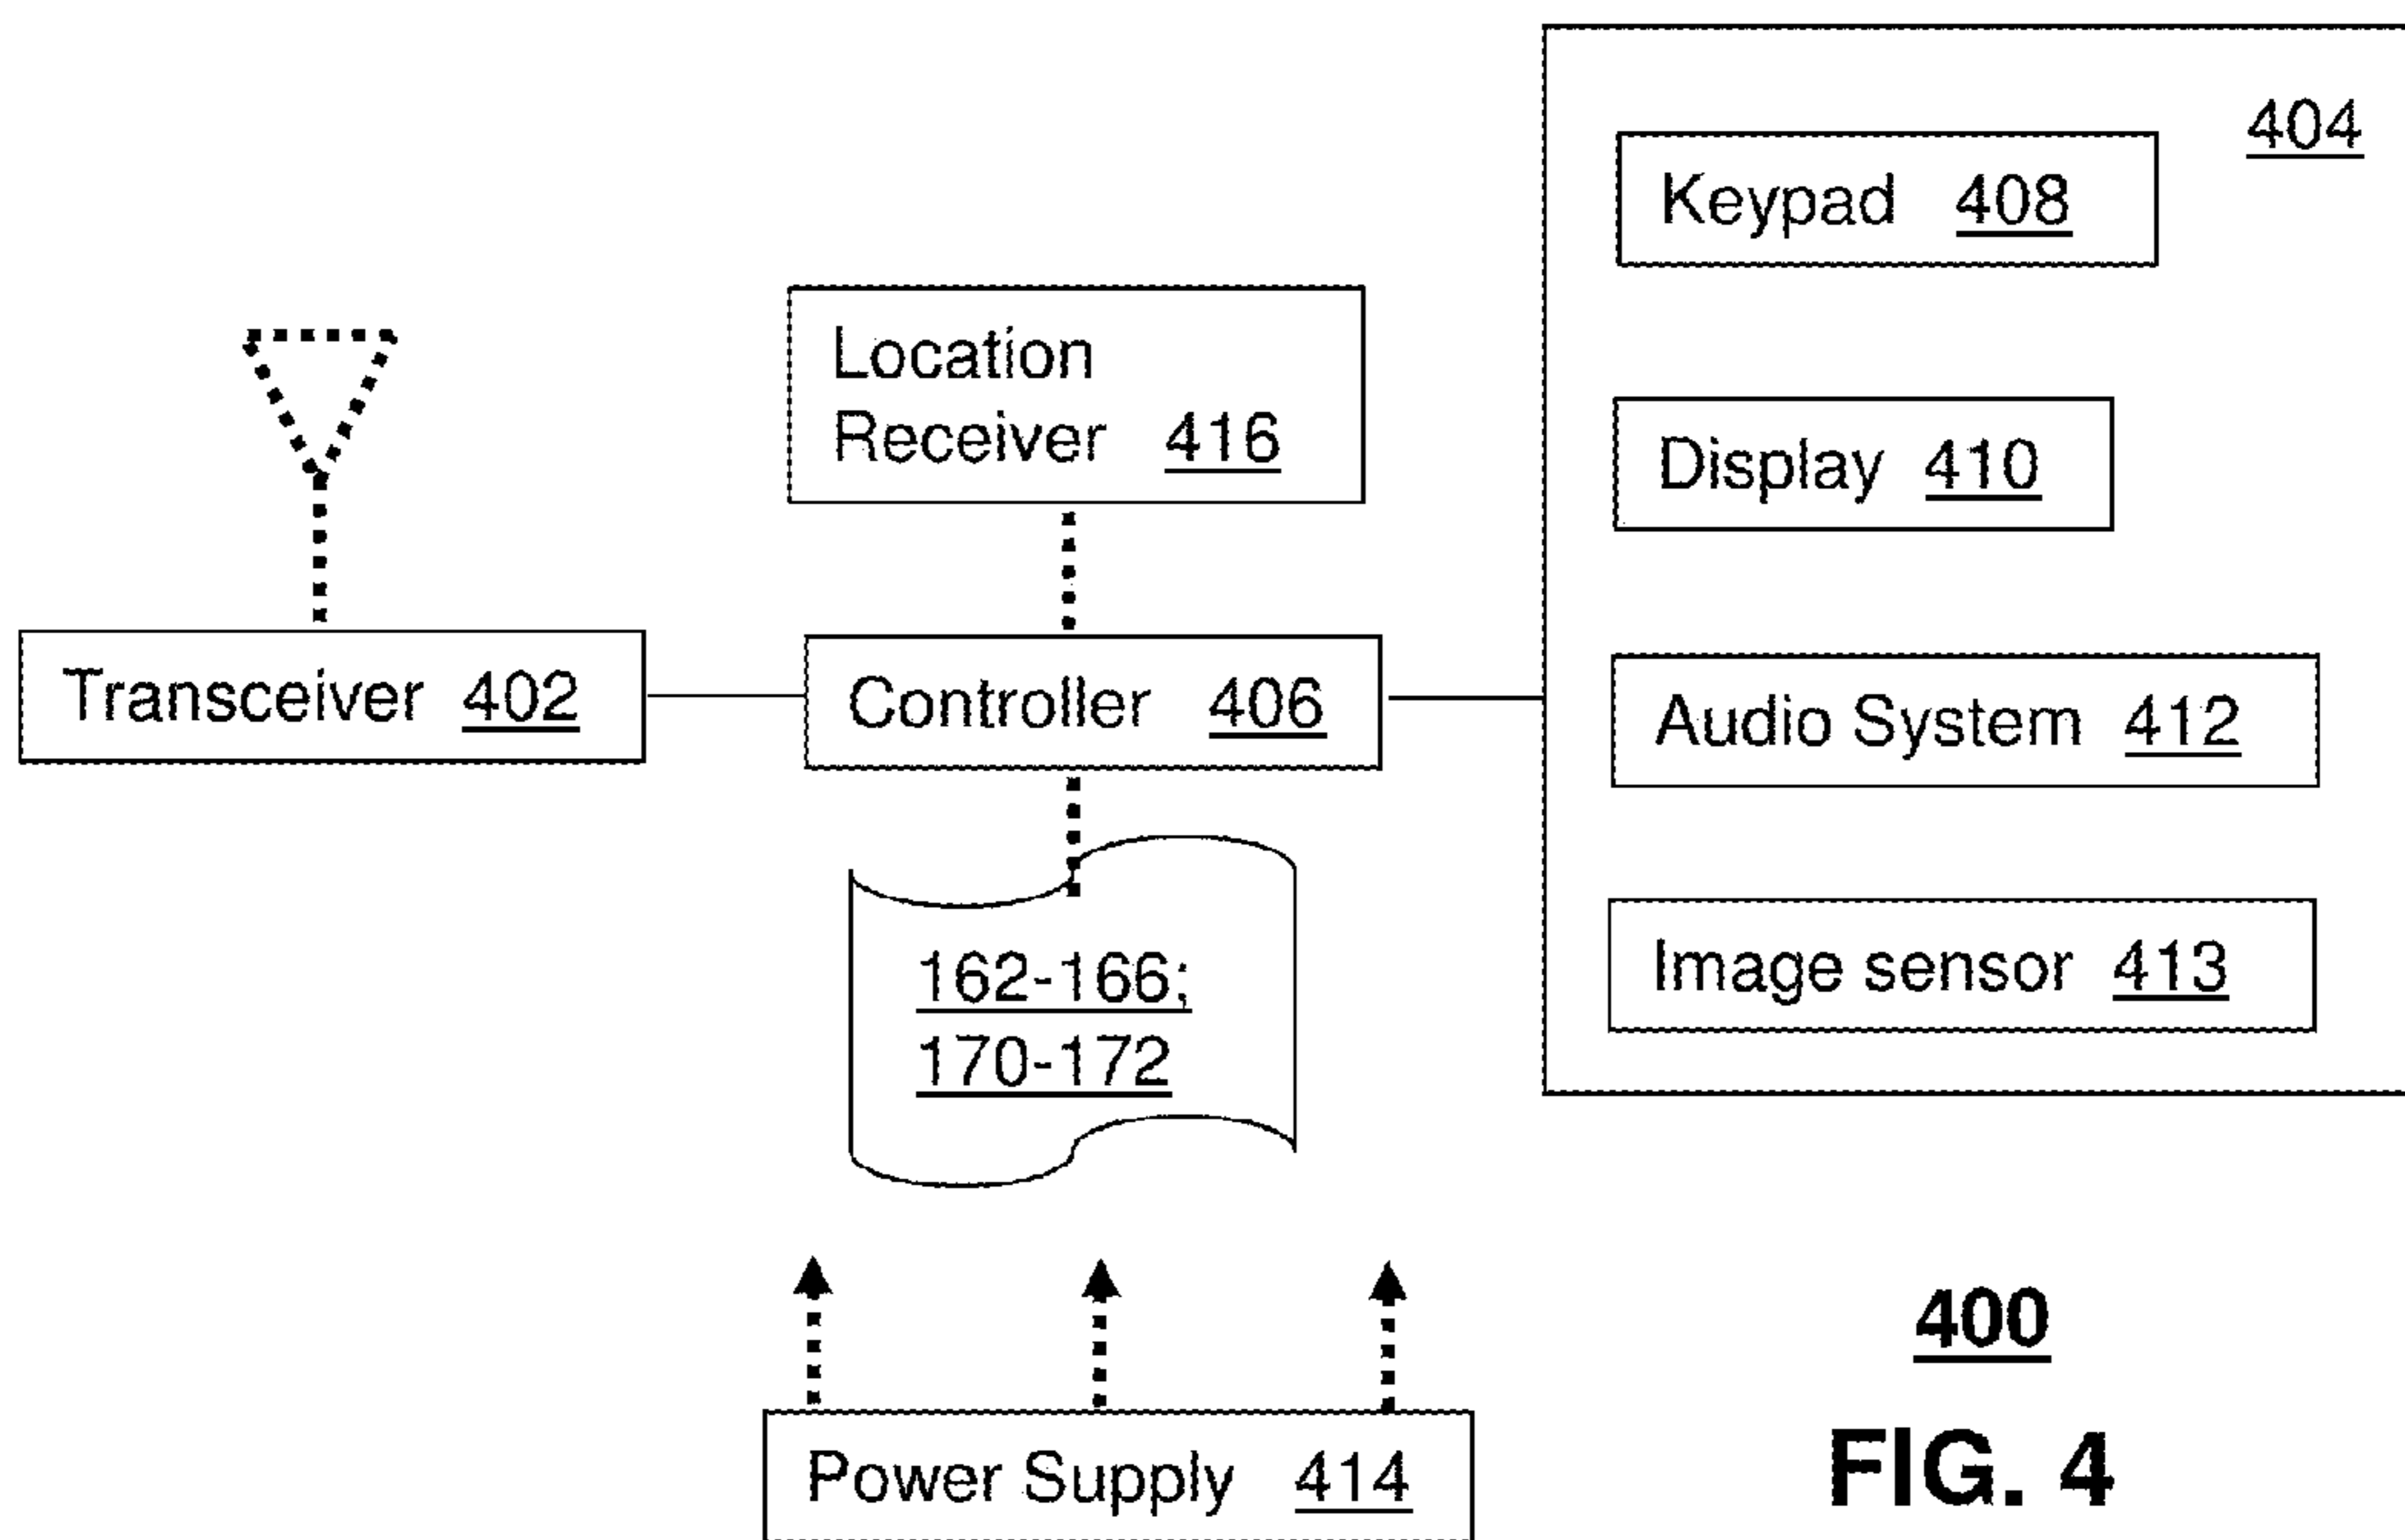 404
Keypad 408
Location
Receiver 416
Display 410
Transceiver 402
Controller 406
Audio System 412
Image sensor 413
162-166;
170-172
Power Supply 414
400
FIG. 4